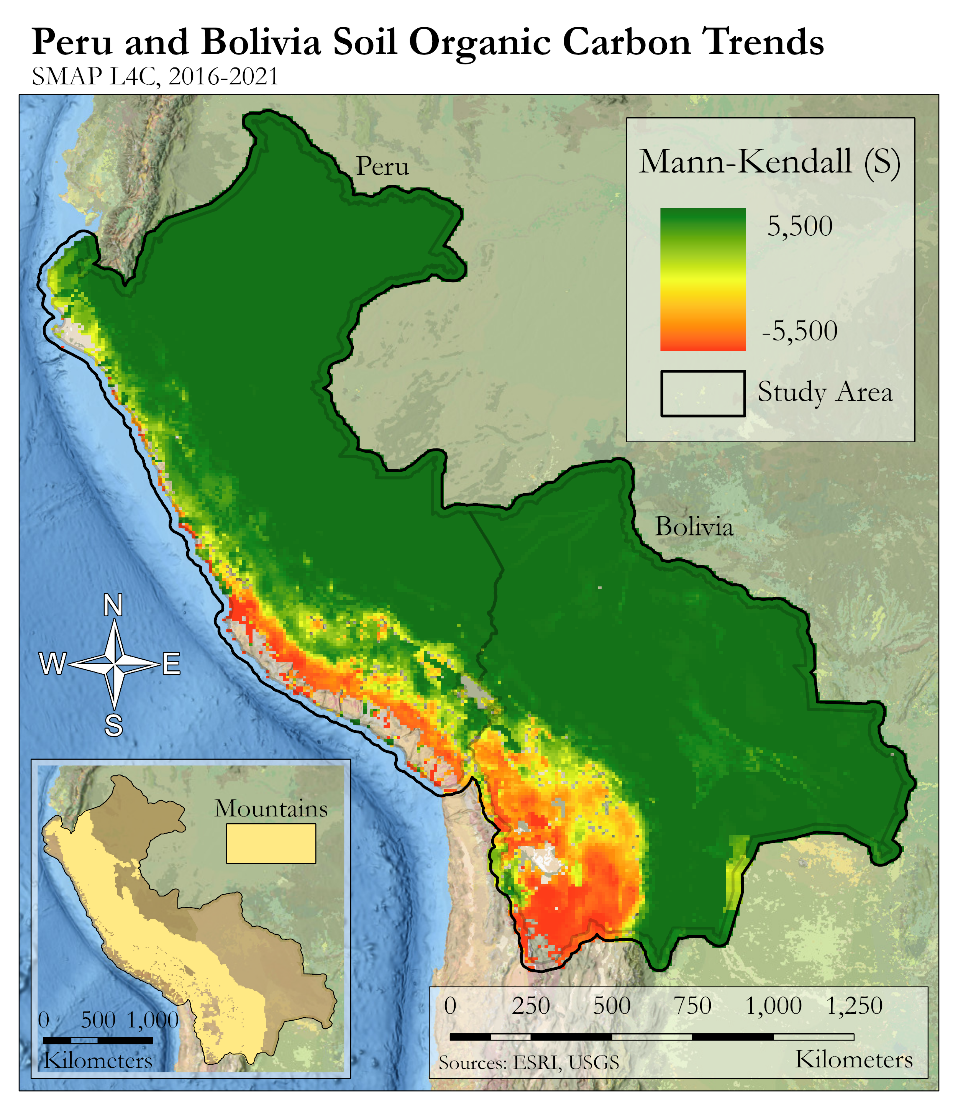 Peru and Bolivia Soil Organic Carbon Trends
SMAP L4C, 2016-2021
Peru
Mann-Kendall (S)
5,500
-5,500
Study Area
Bolivia
N
W E
S
Mountains
0 500 1,000
Kilometers
0 250 500 750 1,000 1,250
Sources: ESRI, USGS Kilometers